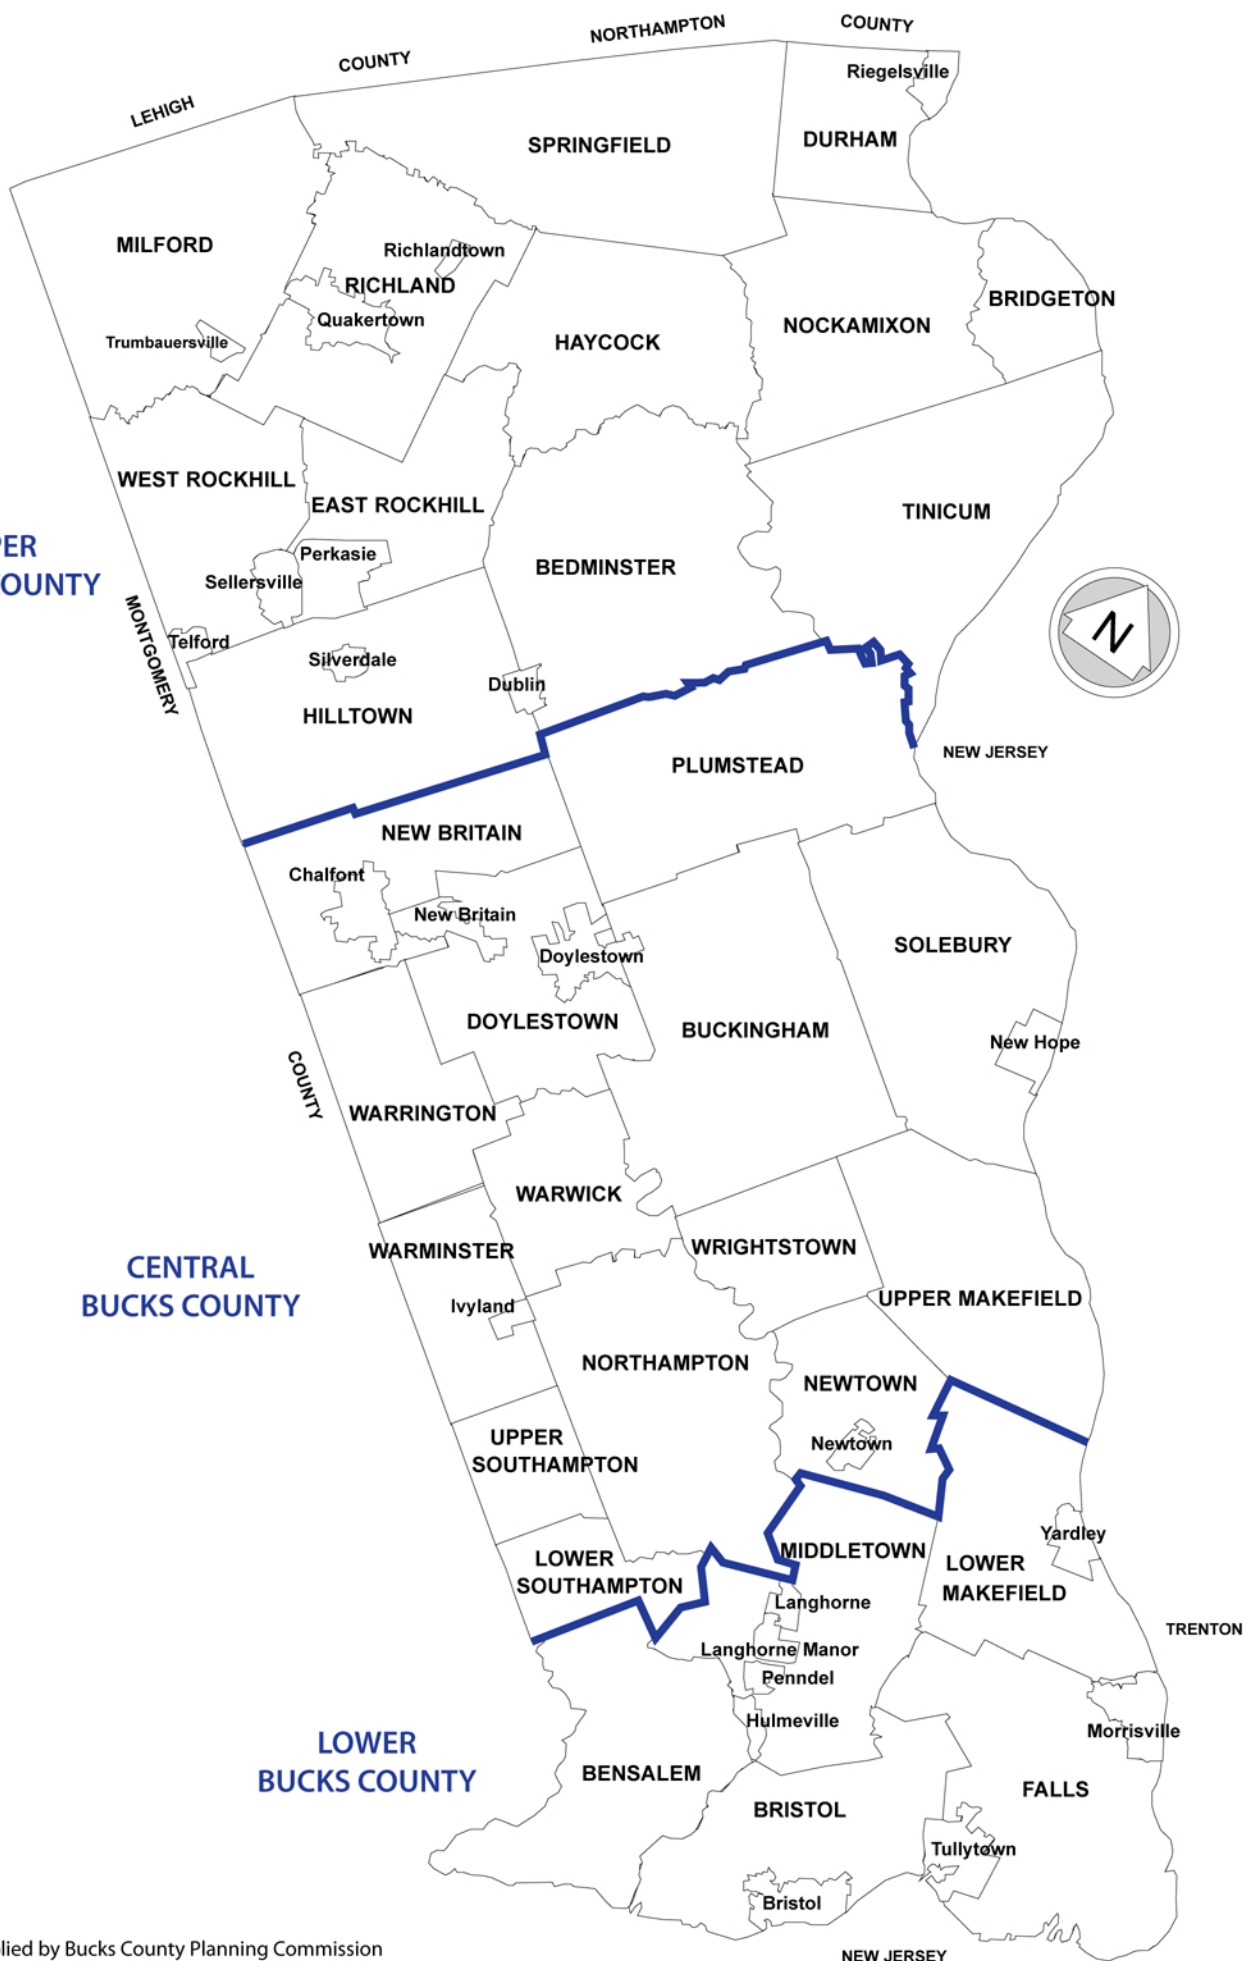 NORTHAMPTON
COUNTY
COUNTY
LEHIGH
Riegelsville
DURHAM
SPRINGFIELD
MILFORD
Richlandtown
RICHLAND
Quakertown
BRIDGETON
NOCKAMIXON
HAYCOCK
Trumbauersville
WEST ROCKHILL
EAST ROCKHILL
TINICUM
PER
OUNTY
Perkasie
BEDMINSTER
Sellersville
MONTGOMERY
N
Telford
Silverdale
Dublin
HILLTOWN
NEW JERSEY
PLUMSTEAD
NEW BRITAIN
Chalfont
New Britain
SOLEBURY
Doylestown
DOYLESTOWN
BUCKINGHAM
New Hope
COUNTY
WARRINGTON
WARWICK
WRIGHTSTOWN
WARMINSTER
CENTRAL
BUCKS COUNTY
UPPER MAKEFIELD
Ivyland
NORTHAMPTON
NEWTOWN
Newtown
UPPER
SOUTHAMPTON
Yardley
MIDDLETOWN
LOWER
MAKEFIELD
LOWER
SOUTHAMPTON
Langhorne
TRENTON
Langhorne Manor
Penndel
Hulmeville
Morrisville
LOWER
BUCKS COUNTY
BENSALEM
FALLS
BRISTOL
Tullytown
Bristol
lied by Bucks County Planning Commission
NEW JERSEY